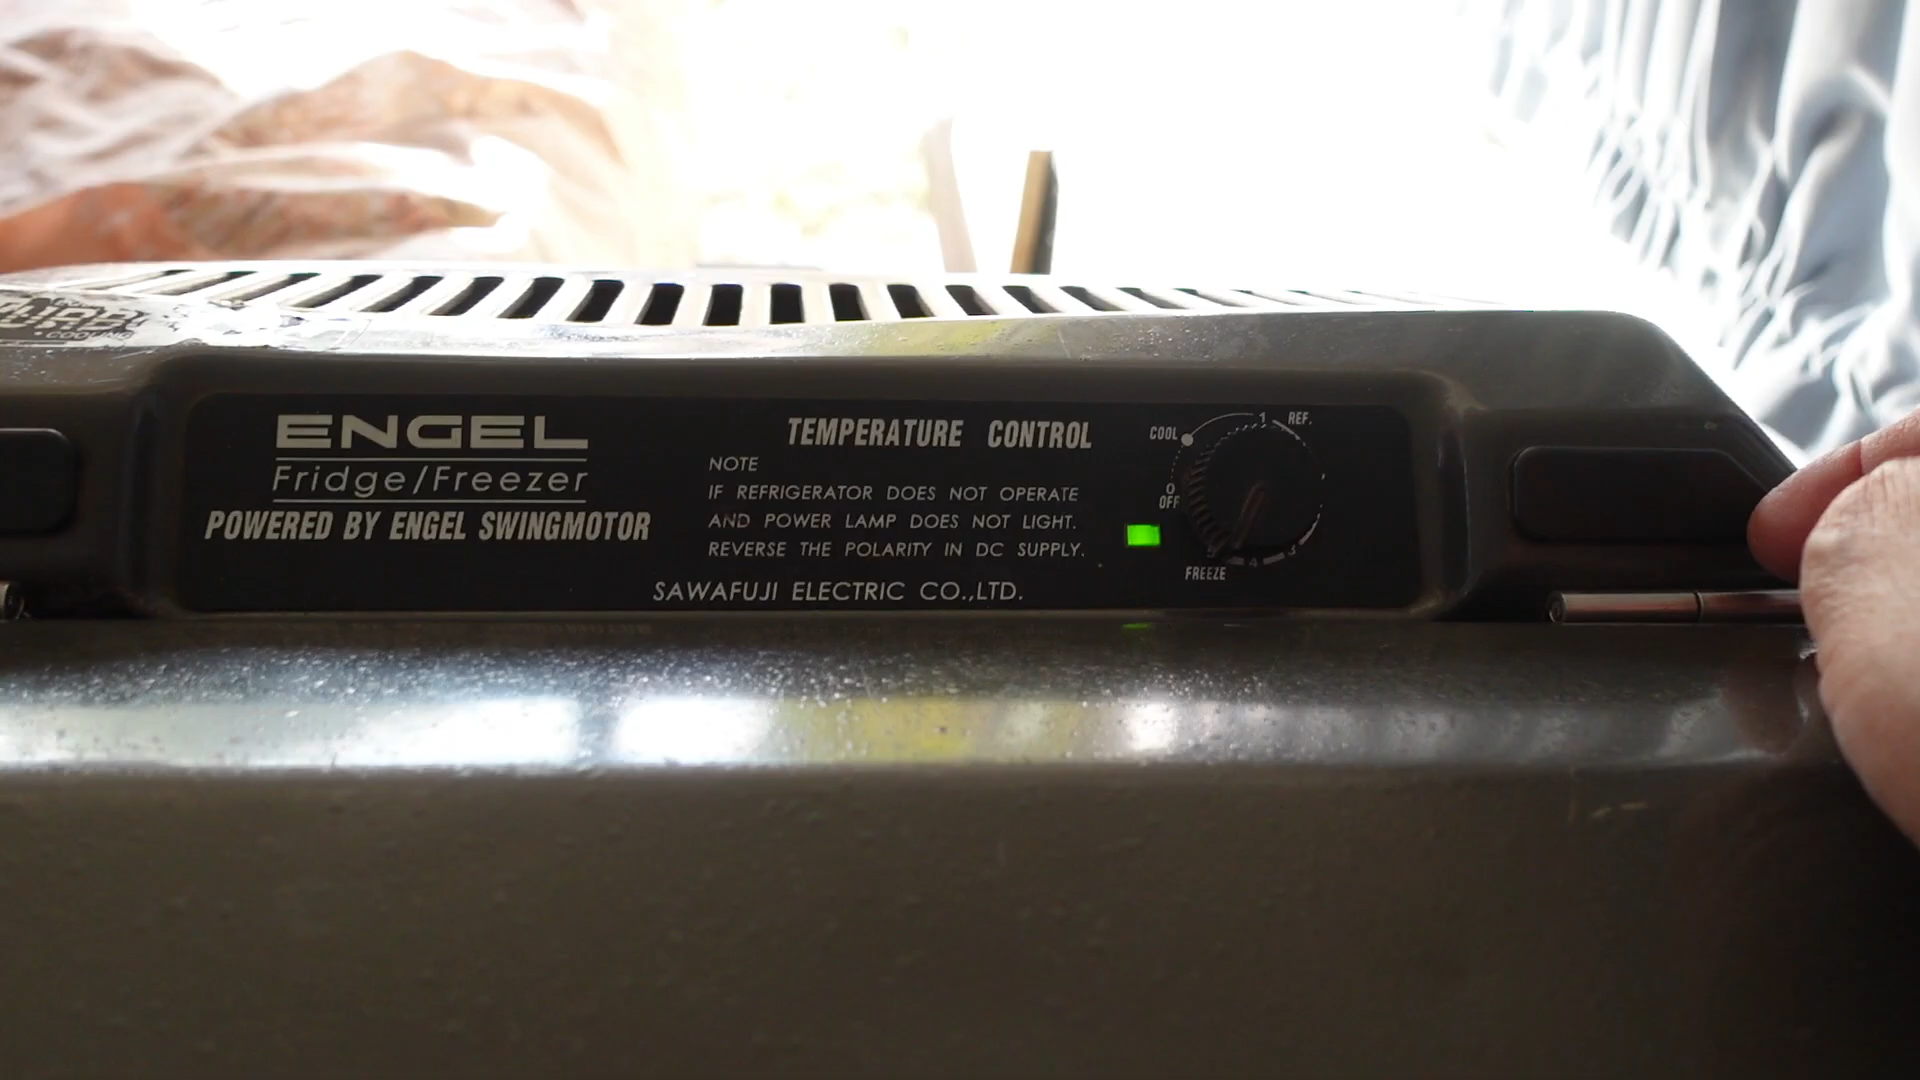 COOLING
ENGEL
Fridge/Freezer
POWERED BY ENGEL SWINGMOTOR
TEMPERATURE CONTROL
NOTE
IF REFRIGERATOR DOES NOT OPERATE
AND POWER LAMP DOES NOT LIGHT.
REVERSE THE POLARITY IN DC SUPPLY.
SAWAFUJI ELECTRIC CO.,LTD.
1 REF.
COOL
0
OFF
3
4
5
FREEZE